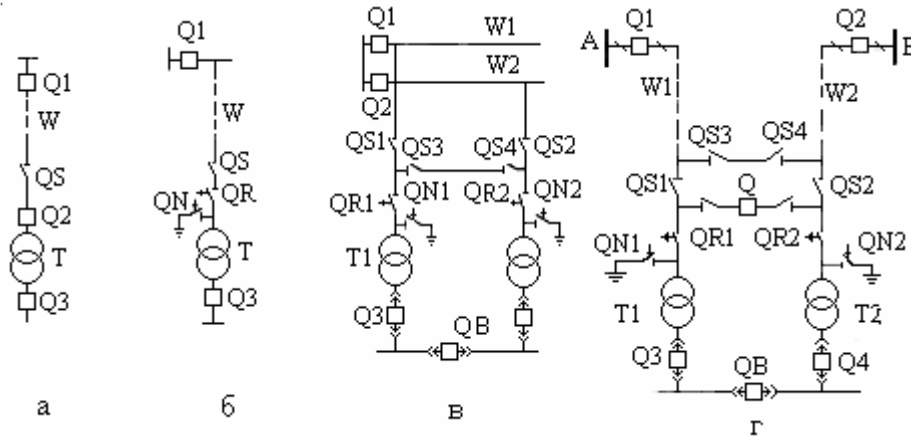 Q1
W
QS
Q2
T
Q3
а
Q1
W
QS
QR
QN
T
Q3
б
Q1
W1
W2
Q2
QS1
QS3
QS4
QS2
QR1
QN1
QR2
QN2
T1
Q3
QB
в
A
Q1
Q2
W1
W2
QS3
QS4
QS1
Q
QS2
QN1
QR1
QR2
QN2
T1
T2
Q3
QB
Q4
г